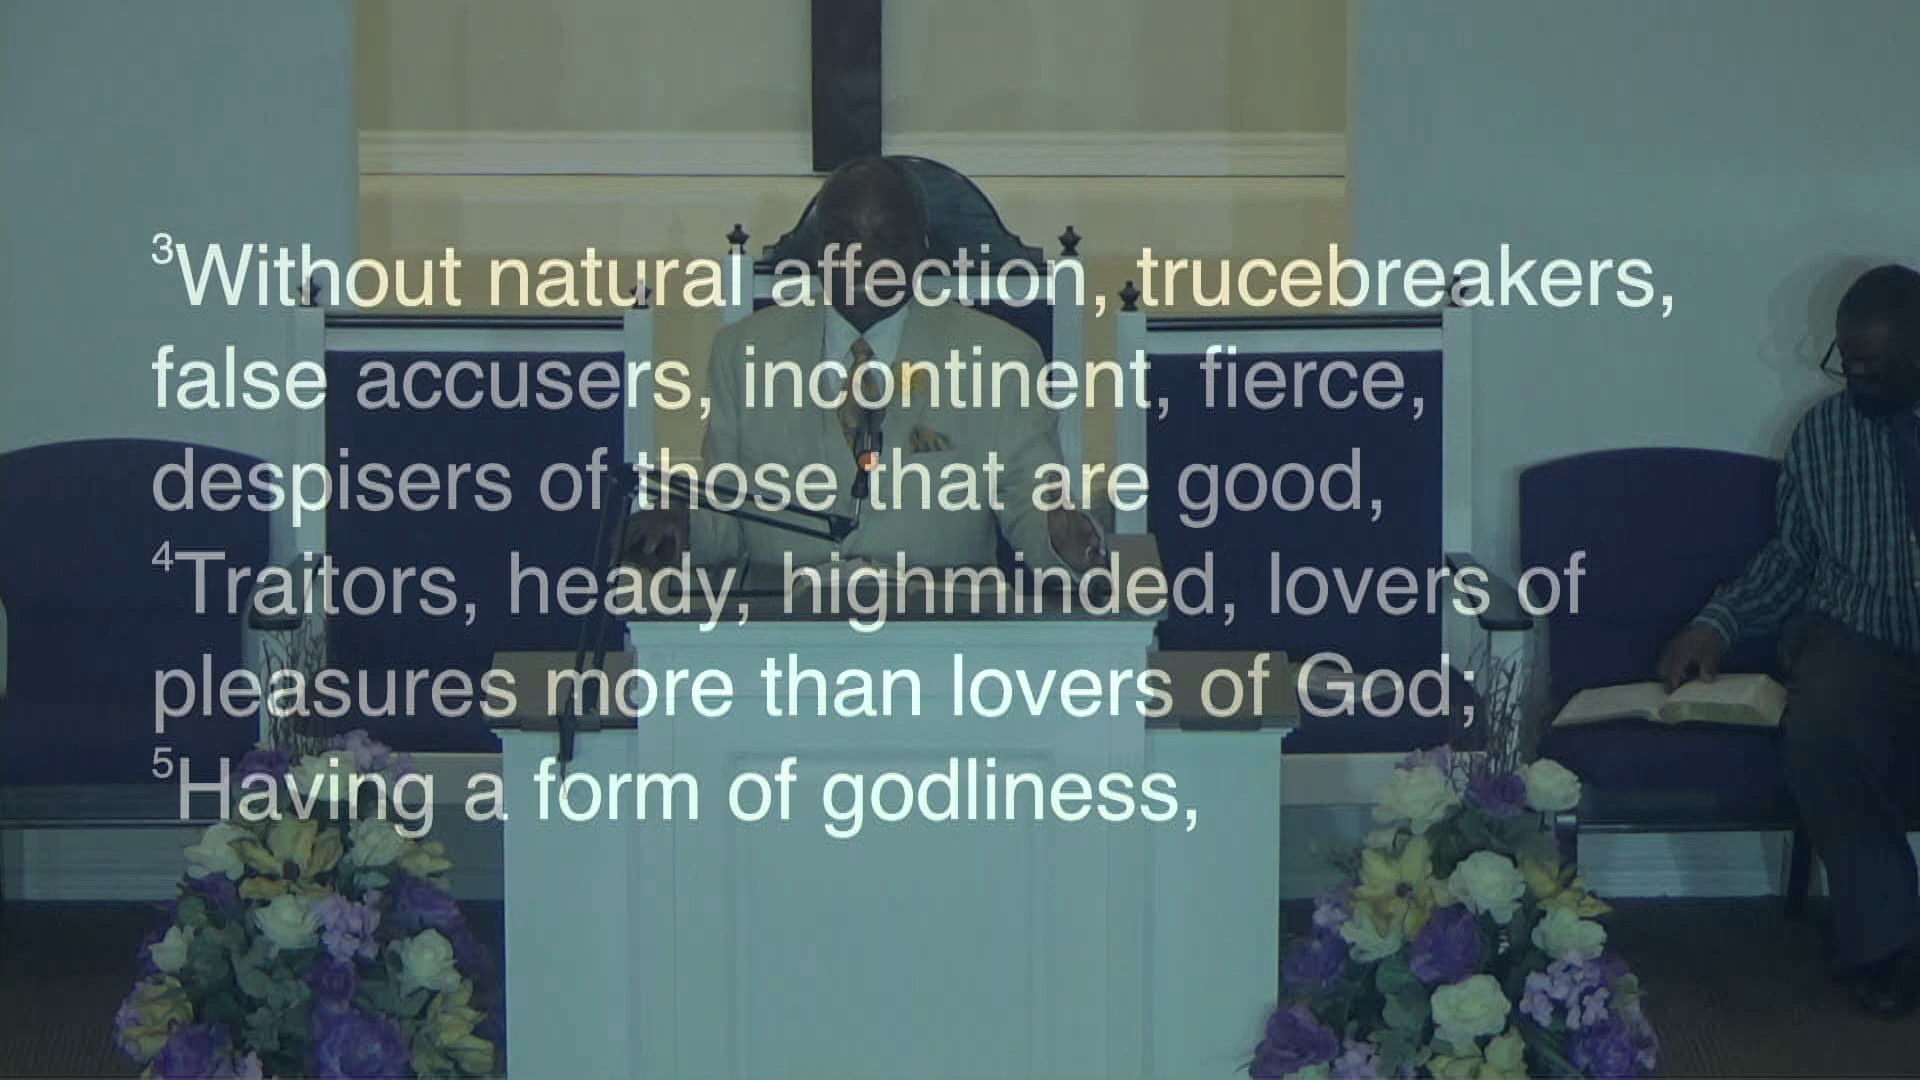 3Without natural affection, trucebreakers,
false accusers, incontinent, fierce,
despisers of those that are good,
4Traitors, heady, highminded, lovers of
pleasures more than lovers of God;
5Having a form of godliness,